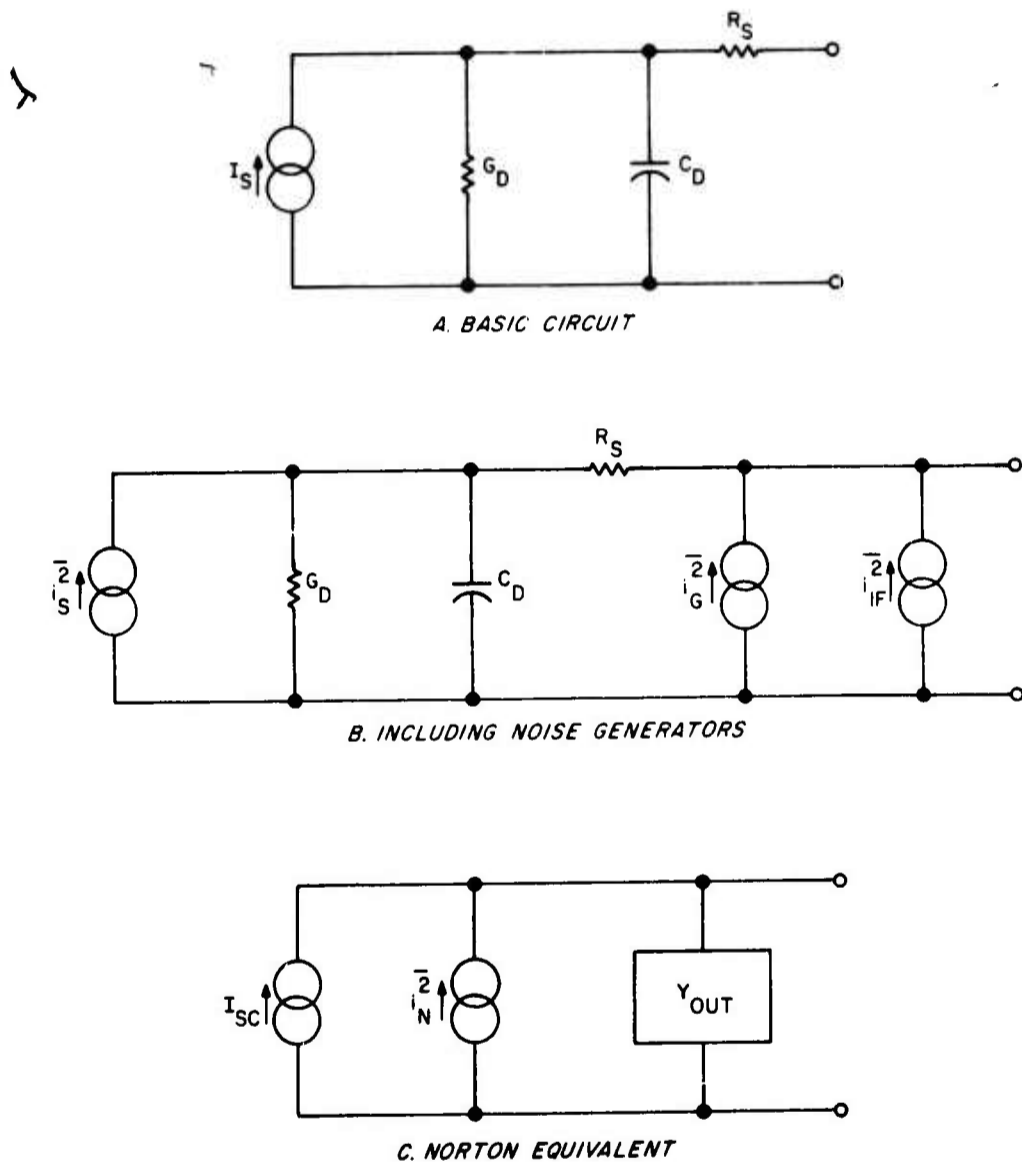 R_S
I_S
G_D
C_D
A. BASIC CIRCUIT
R_S
i_S^2
G_D
C_D
i_G^2
i_IF^2
B. INCLUDING NOISE GENERATORS
I_SC
i_N^2
Y_OUT
C. NORTON EQUIVALENT